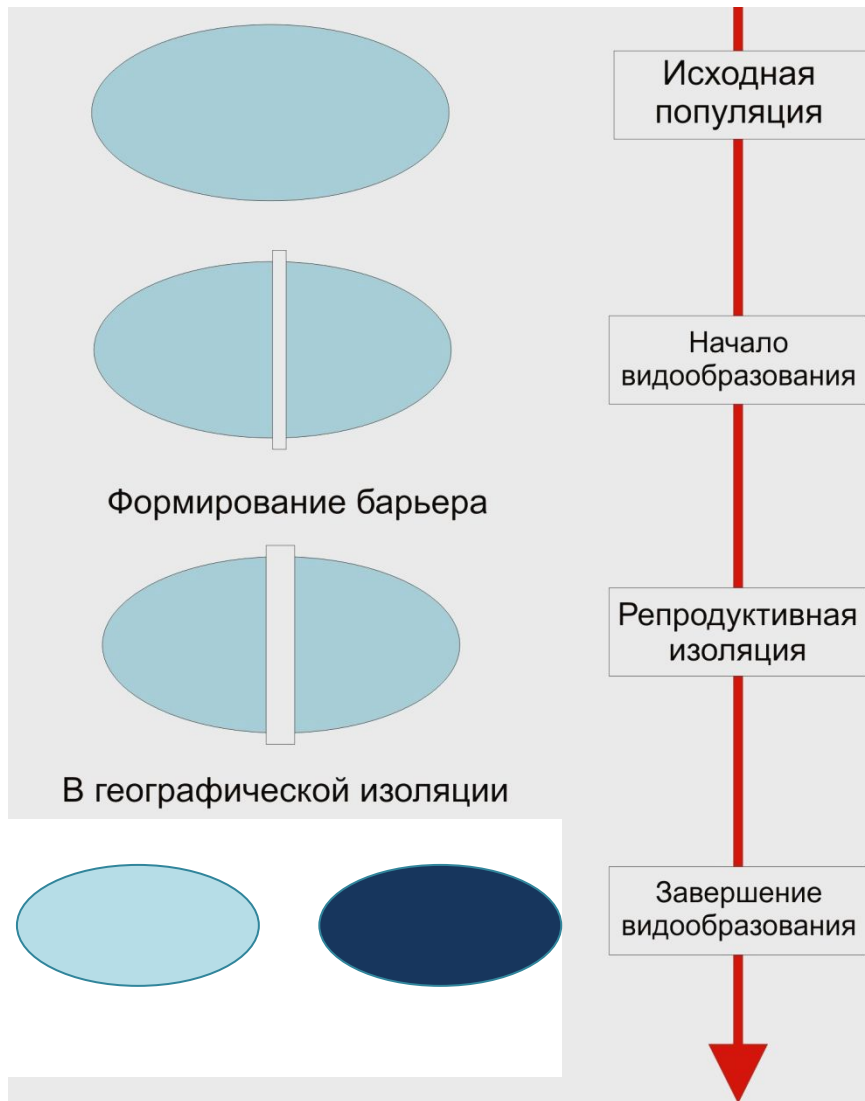 Исходная
популяция
Начало
видообразования
Формирование барьера
Репродуктивная
изоляция
В географической изоляции
Завершение
видообразования